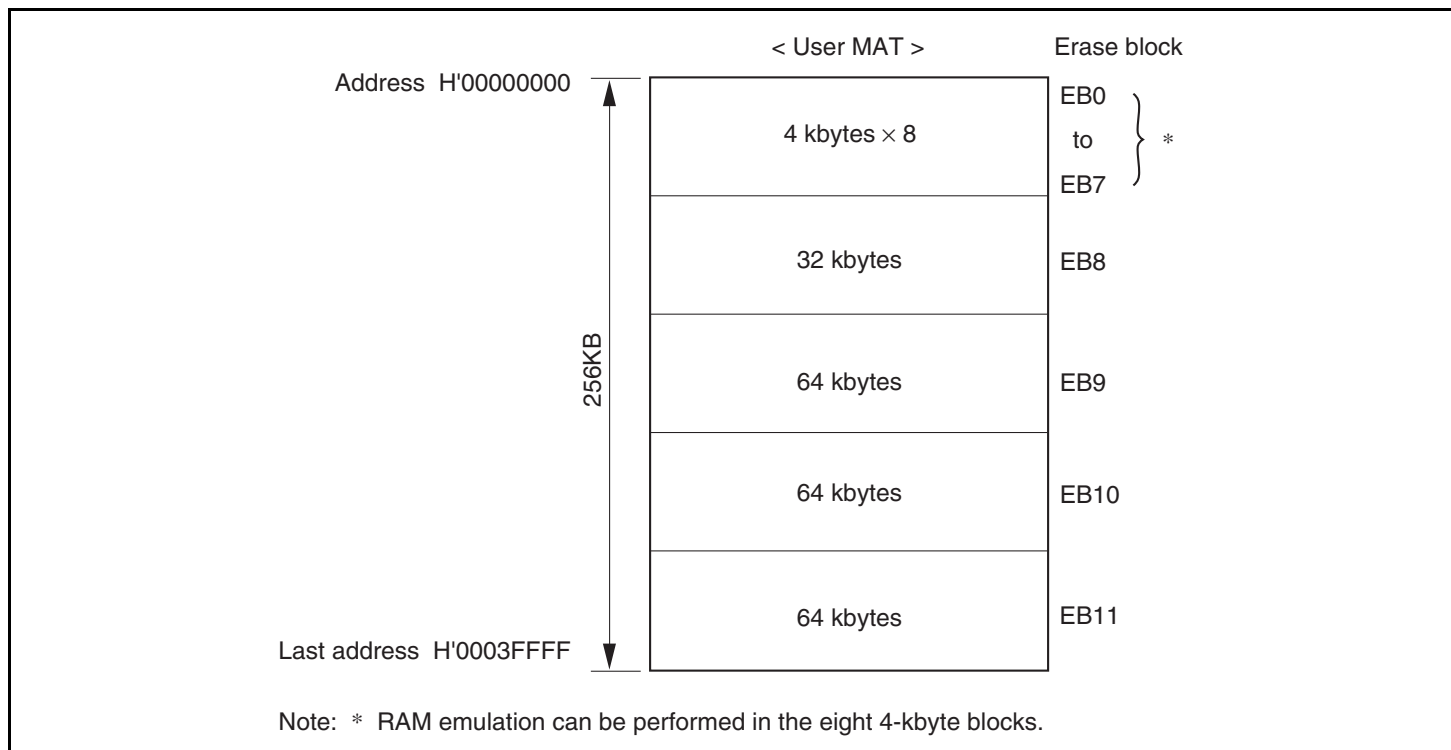 < User MAT > Erase block
Address H'00000000
EB0
4 kbytes × 8 to *
EB7
32 kbytes EB8
256KB
64 kbytes EB9
64 kbytes EB10
64 kbytes EB11
Last address H'0003FFFF
Note: * RAM emulation can be performed in the eight 4-kbyte blocks.